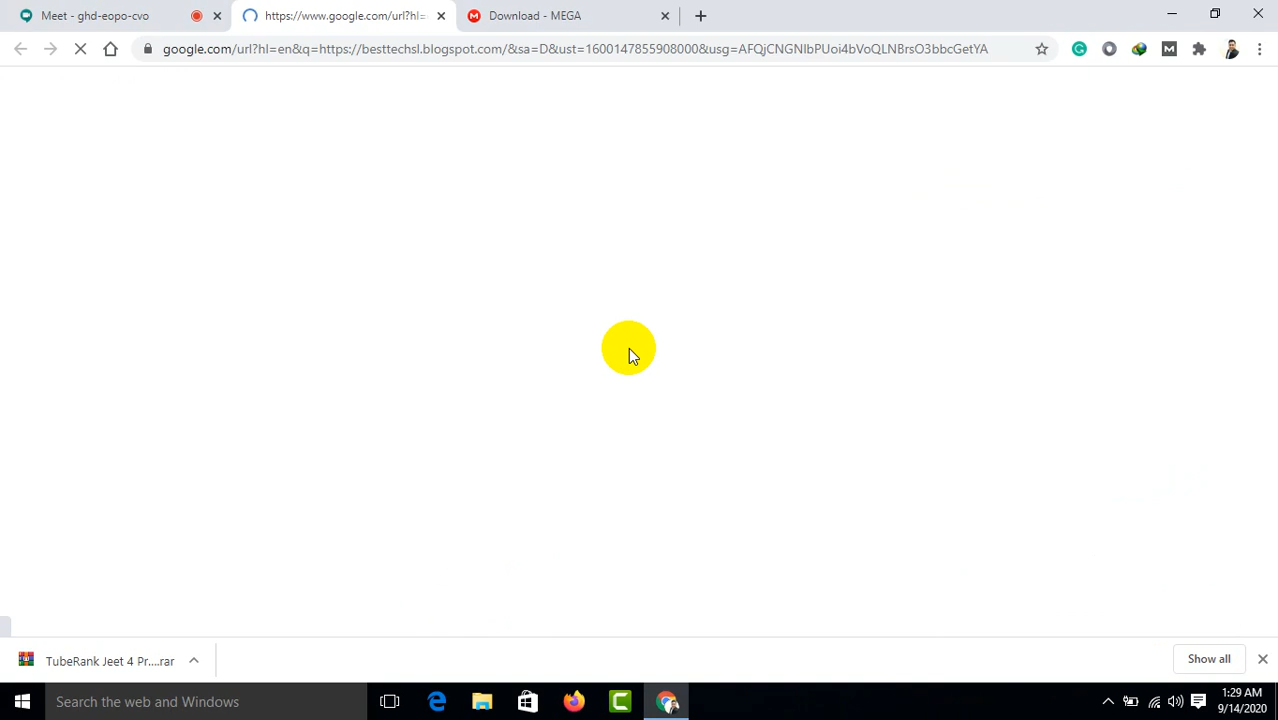 Meet - ghd-eopo-cvo
https://www.google.com/url?hl=
Download - MEGA
google.com/url?hl=en&q=https://besttechsl.blogspot.com/&sa=D&ust=1600147855908000&usg=AFQjCNGNIbPUoi4bVoQLNBrsO3bbcGetYA
TubeRank Jeet 4 Pr....rar
Show all
Search the web and Windows
1:29 AM
9/14/2020